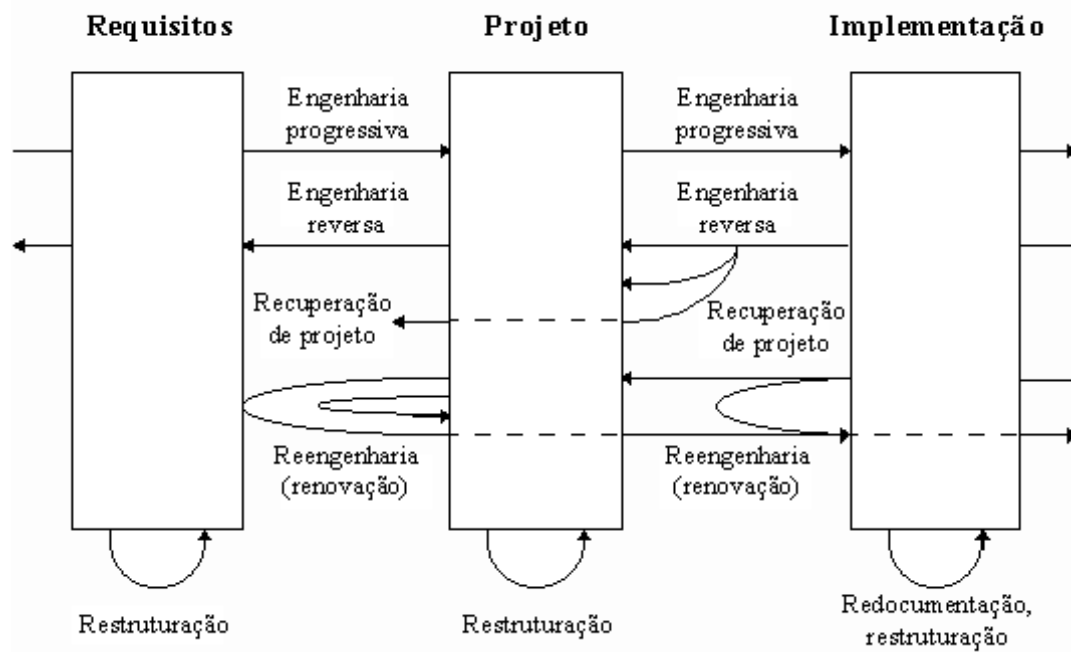 Requisitos
Projeto
Implementação
Engenharia
progressiva
Engenharia
progressiva
Engenharia
reversa
Engenharia
reversa
Recuperação
de projeto
Recuperação
de projeto
Reengenharia
(renovação)
Reengenharia
(renovação)
Restruturação
Restruturação
Redocumentação,
restruturação